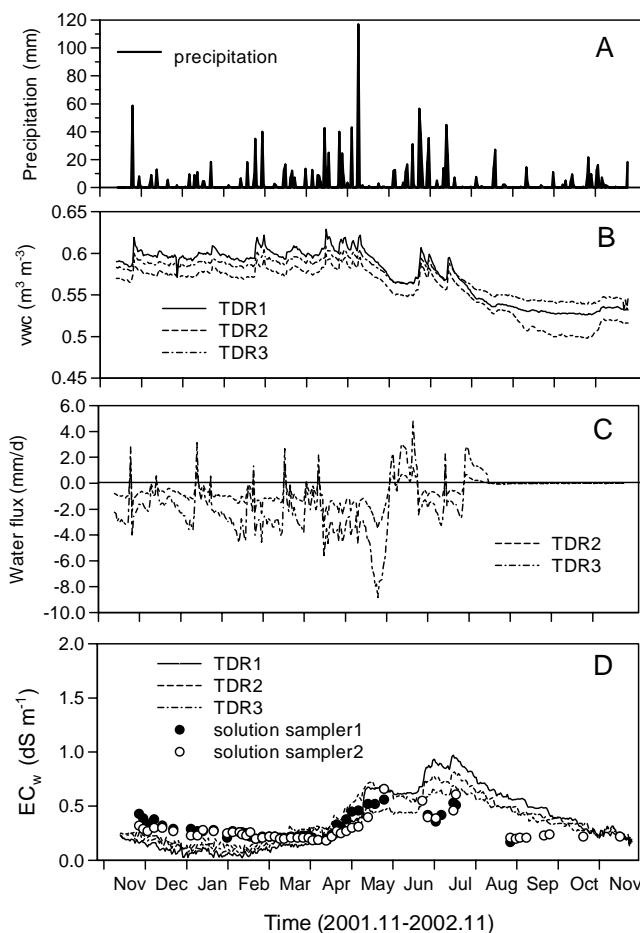 120
100
80
60
40
20
0
Precipitation (mm)
precipitation
A
0.65
0.6
0.55
0.5
0.45
vwc (m³ m⁻³)
B
TDR1
TDR2
TDR3
6.0
4.0
2.0
0.0
-2.0
-4.0
-6.0
-8.0
-10.0
Water flux (mm/d)
C
TDR2
TDR3
2.0
1.5
1.0
0.5
0.0
ECw (dS m⁻¹)
D
TDR1
TDR2
TDR3
solution sampler1
solution sampler2
Nov Dec Jan Feb Mar Apr May Jun Jul Aug Sep Oct Nov
Time (2001.11-2002.11)